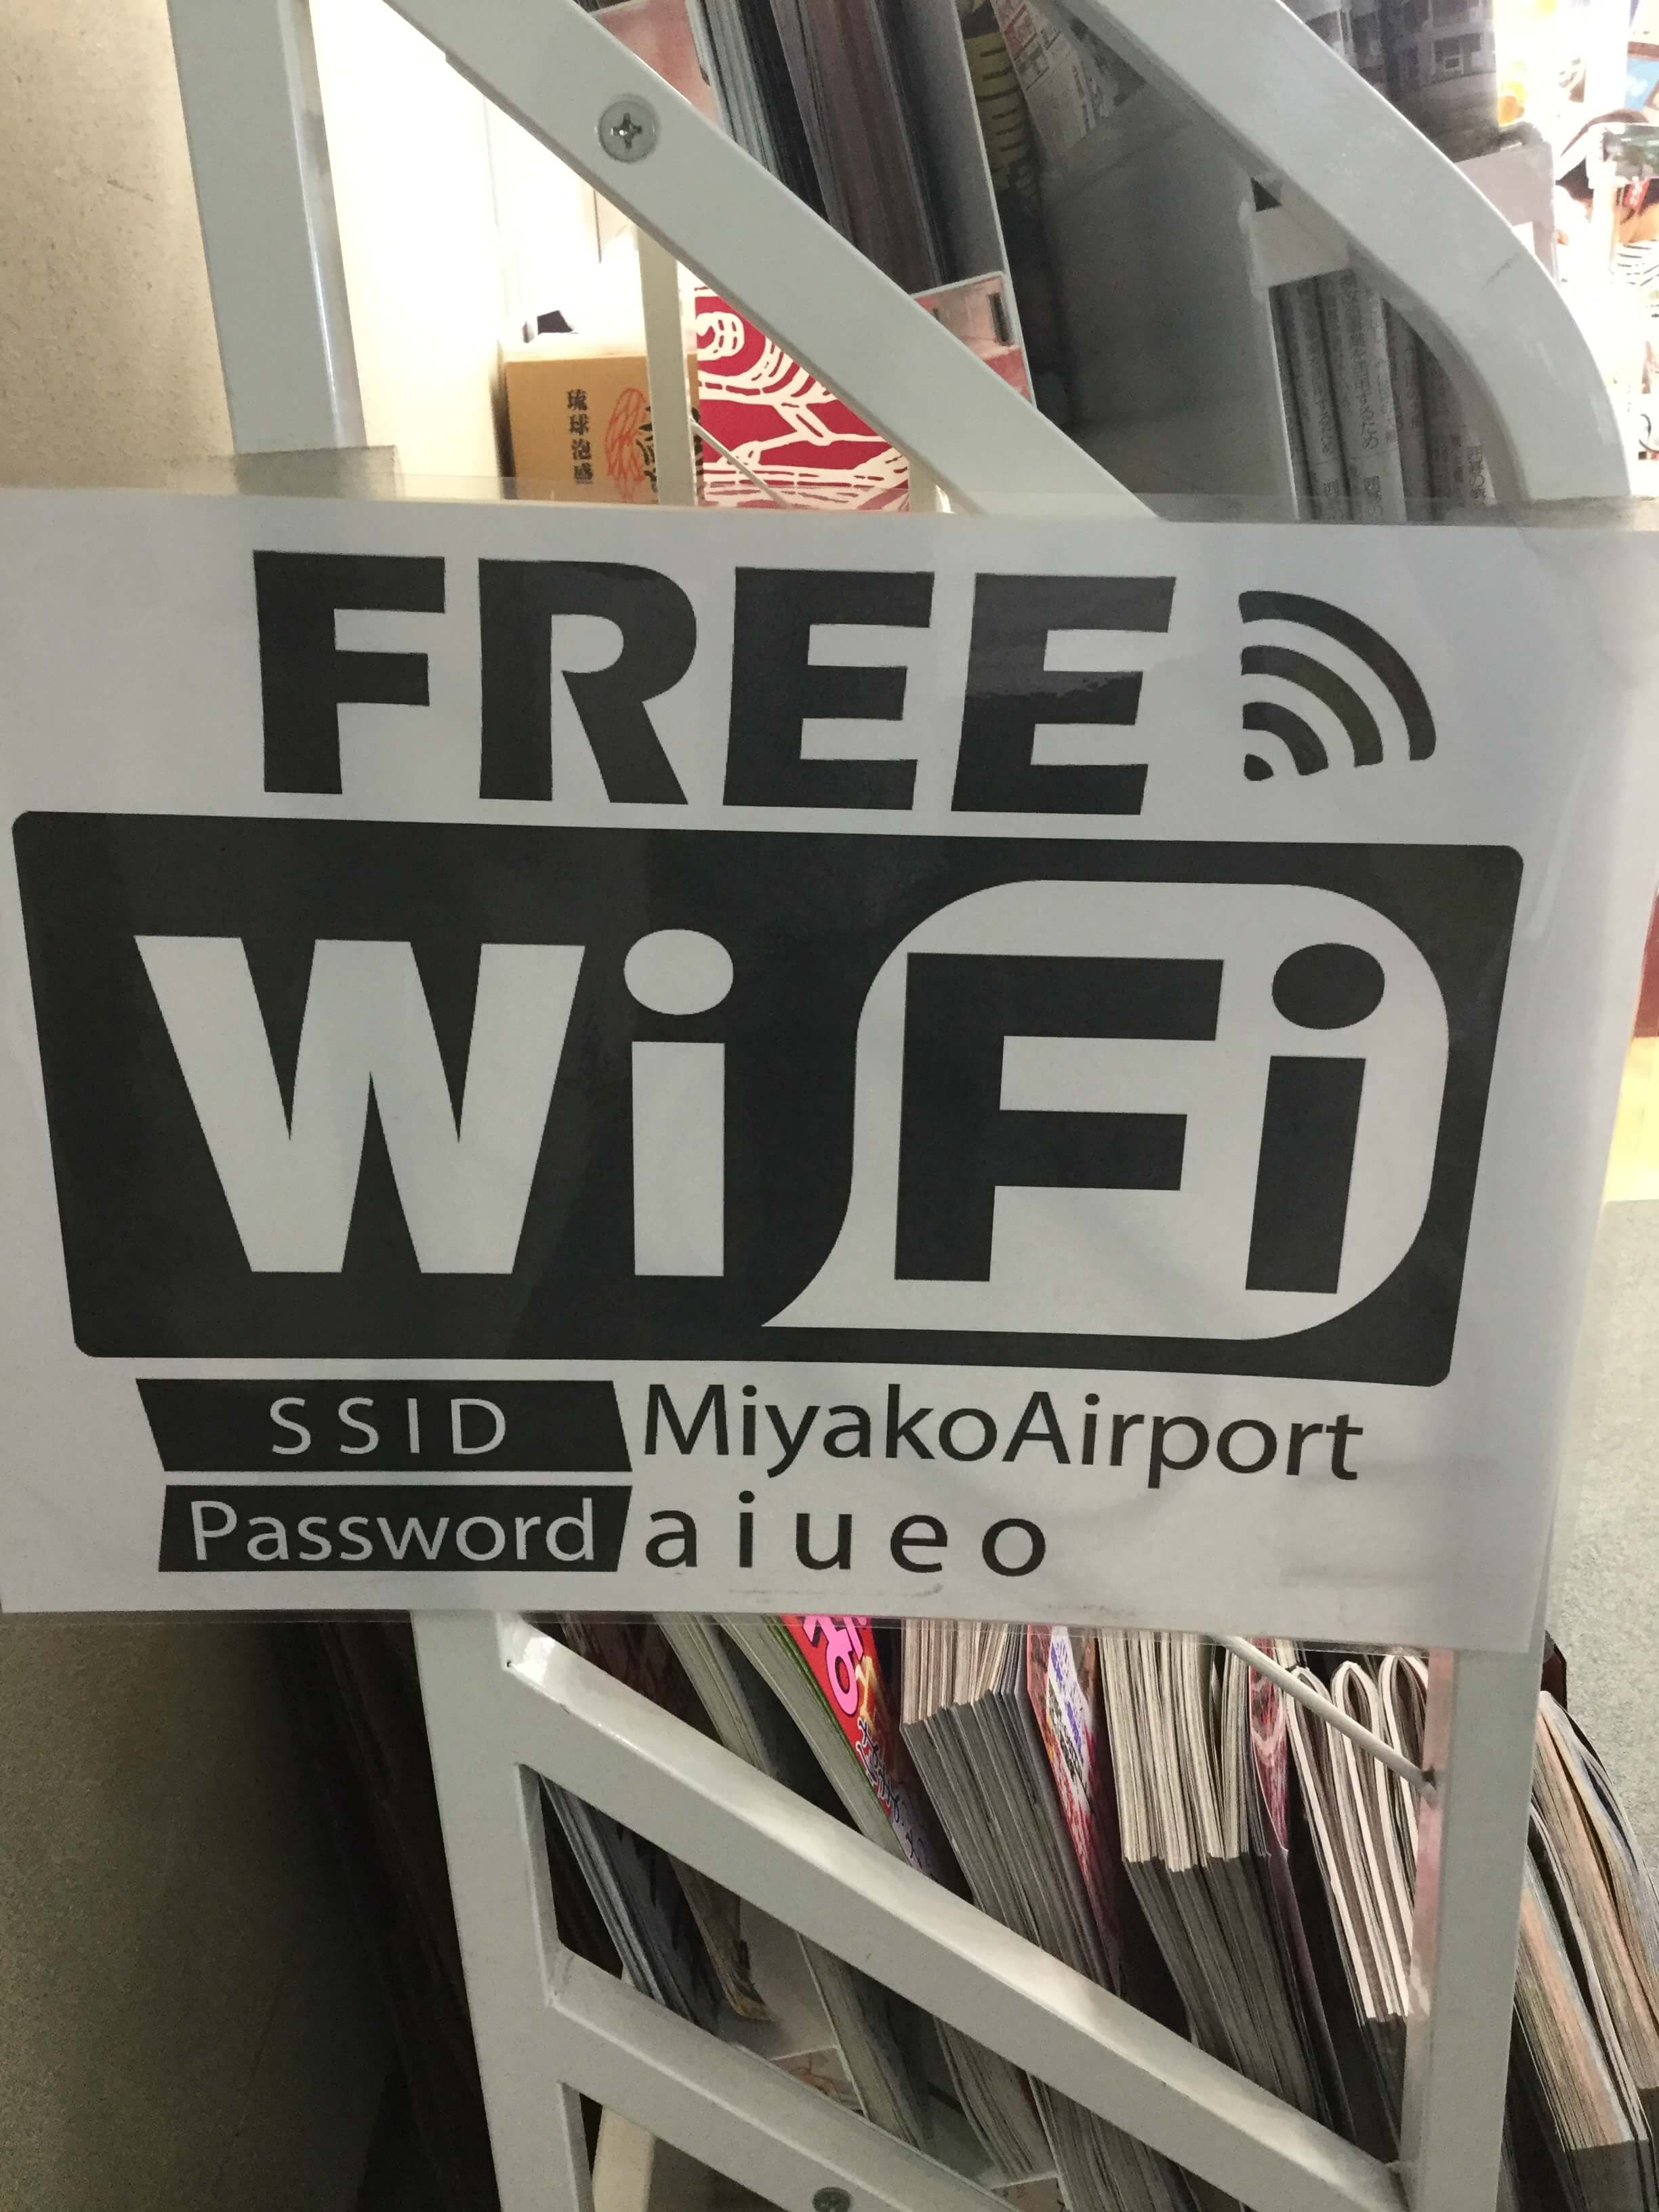 琉球泡盛
FREE
WiFi
SSID MiyakoAirport
Password aiueo